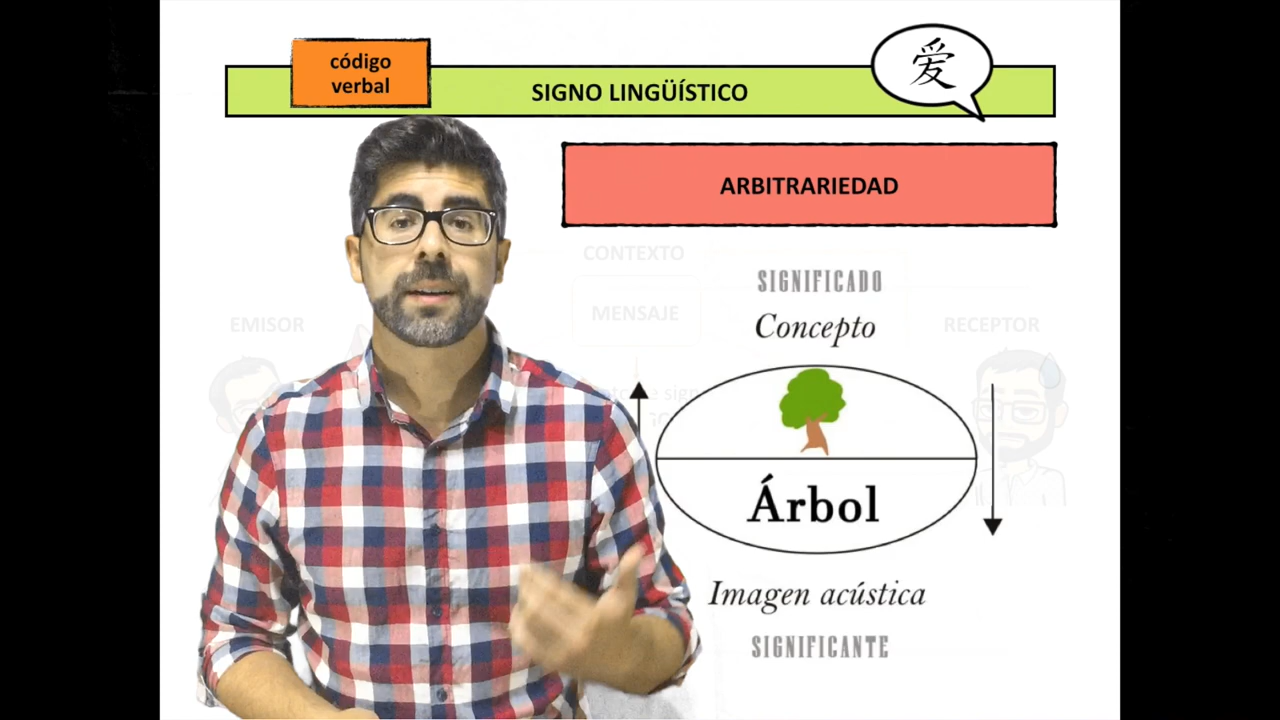 código
verbal
SIGNO LINGÜÍSTICO
爱
ARBITRARIEDAD
CONTEXTO
SIGNIFICADO
MENSAJE
EMISOR
Concepto
RECEPTOR
Árbol
Imagen acústica
SIGNIFICANTE